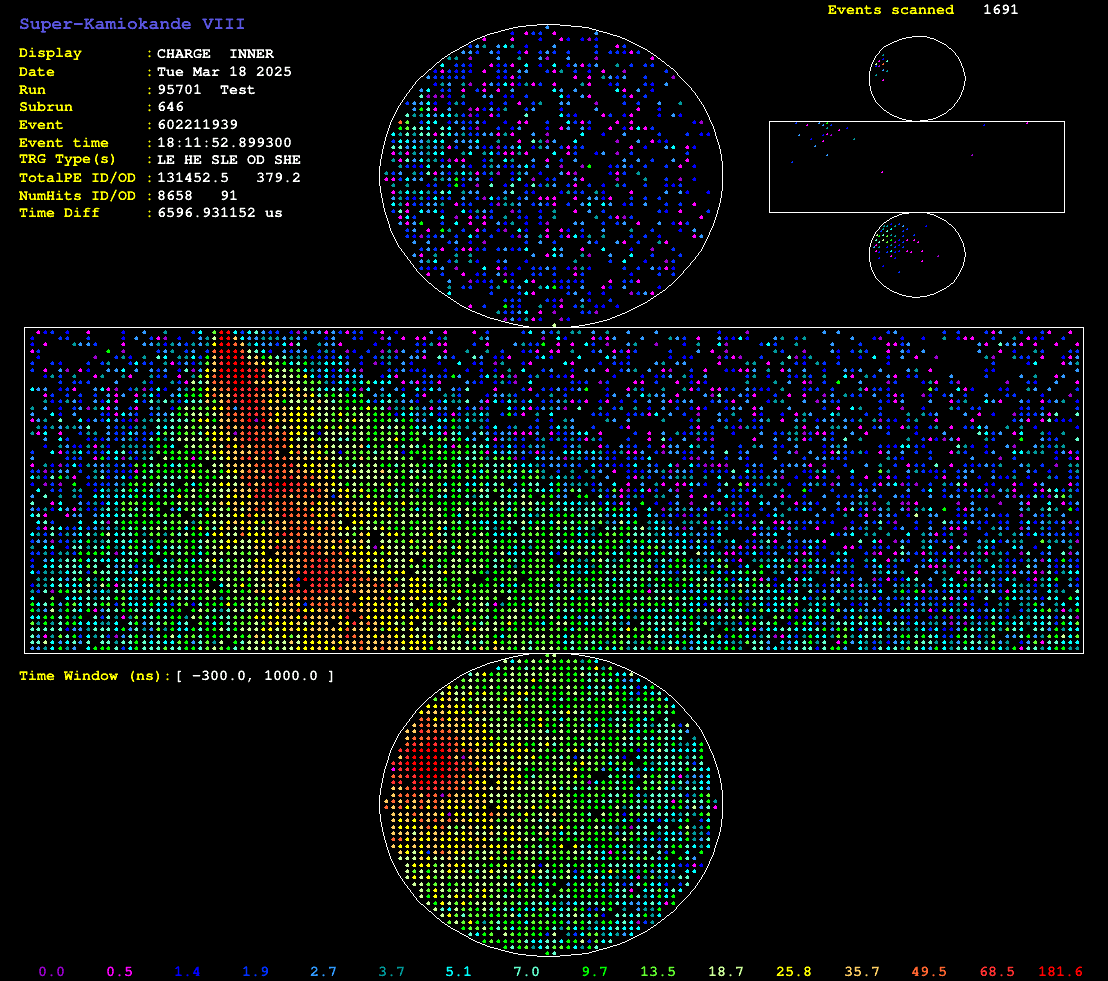 Events scanned 1691
Super-Kamiokande VIII
Display : CHARGE INNER
Date : Tue Mar 18 2025
Run : 95701 Test
Subrun : 646
Event : 602211939
Event time : 18:11:52.899300
TRG Type(s) : LE HE SLE OD SHE
TotalPE ID/OD : 131452.5 379.2
NumHits ID/OD : 8658 91
Time Diff : 6596.931152 us
Time Window (ns): [ -300.0, 1000.0 ]
0.0 0.5 1.4 1.9 2.7 3.7 5.1 7.0 9.7 13.5 18.7 25.8 35.7 49.5 68.5 181.6